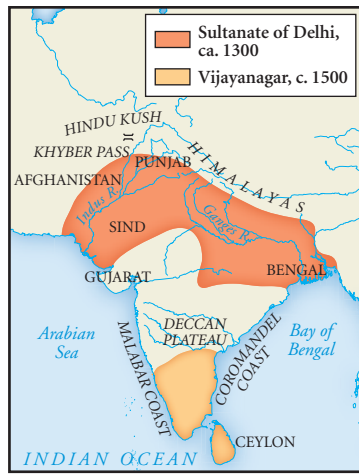 Sultanate of Delhi,
ca. 1300
Vijayanagar, c. 1500
HINDU KUSH
KHYBER PASS
PUNJAB
HIMALAYAS
AFGHANISTAN
Indus R.
SIND
Ganges R.
GUJARAT
BENGAL
Arabian
Sea
DECCAN
PLATEAU
Bay of
Bengal
MALABAR COAST
COROMANDEL
COAST
CEYLON
INDIAN OCEAN